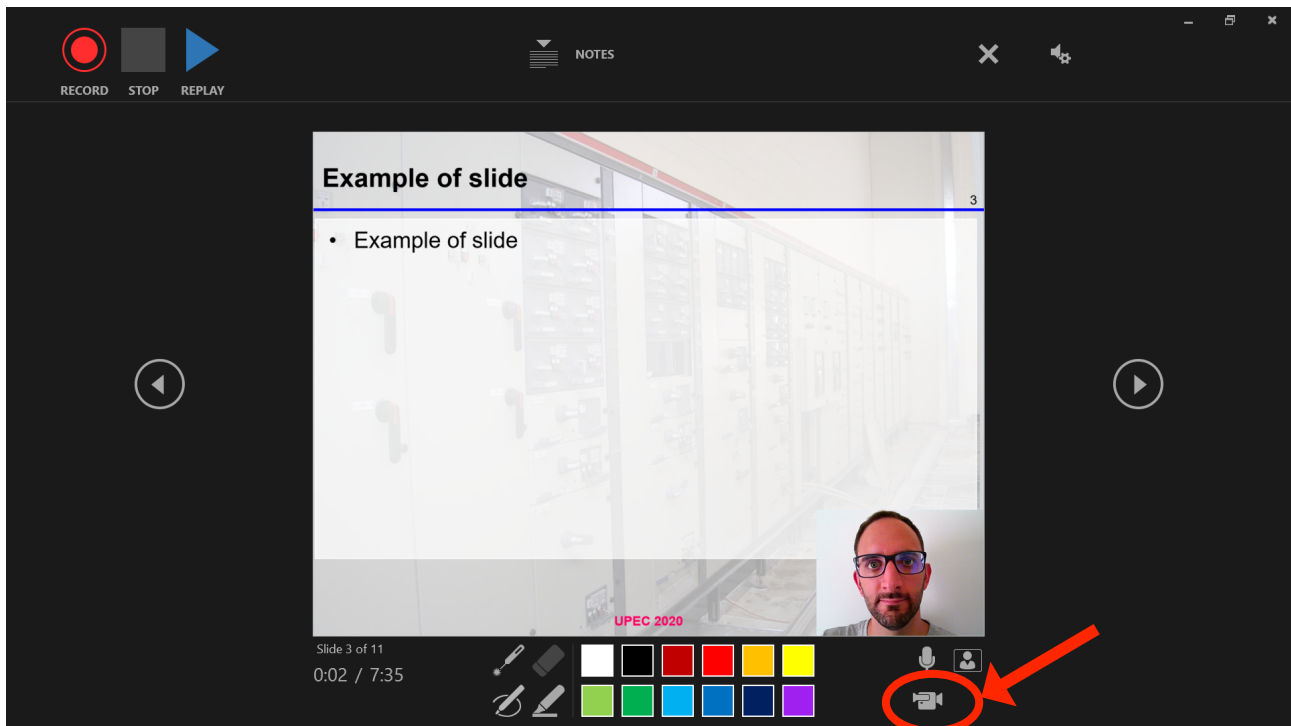 NOTES
RECORD STOP REPLAY
Example of slide
3
• Example of slide
UPEC 2020
Slide 3 of 11
0:02 / 7:35